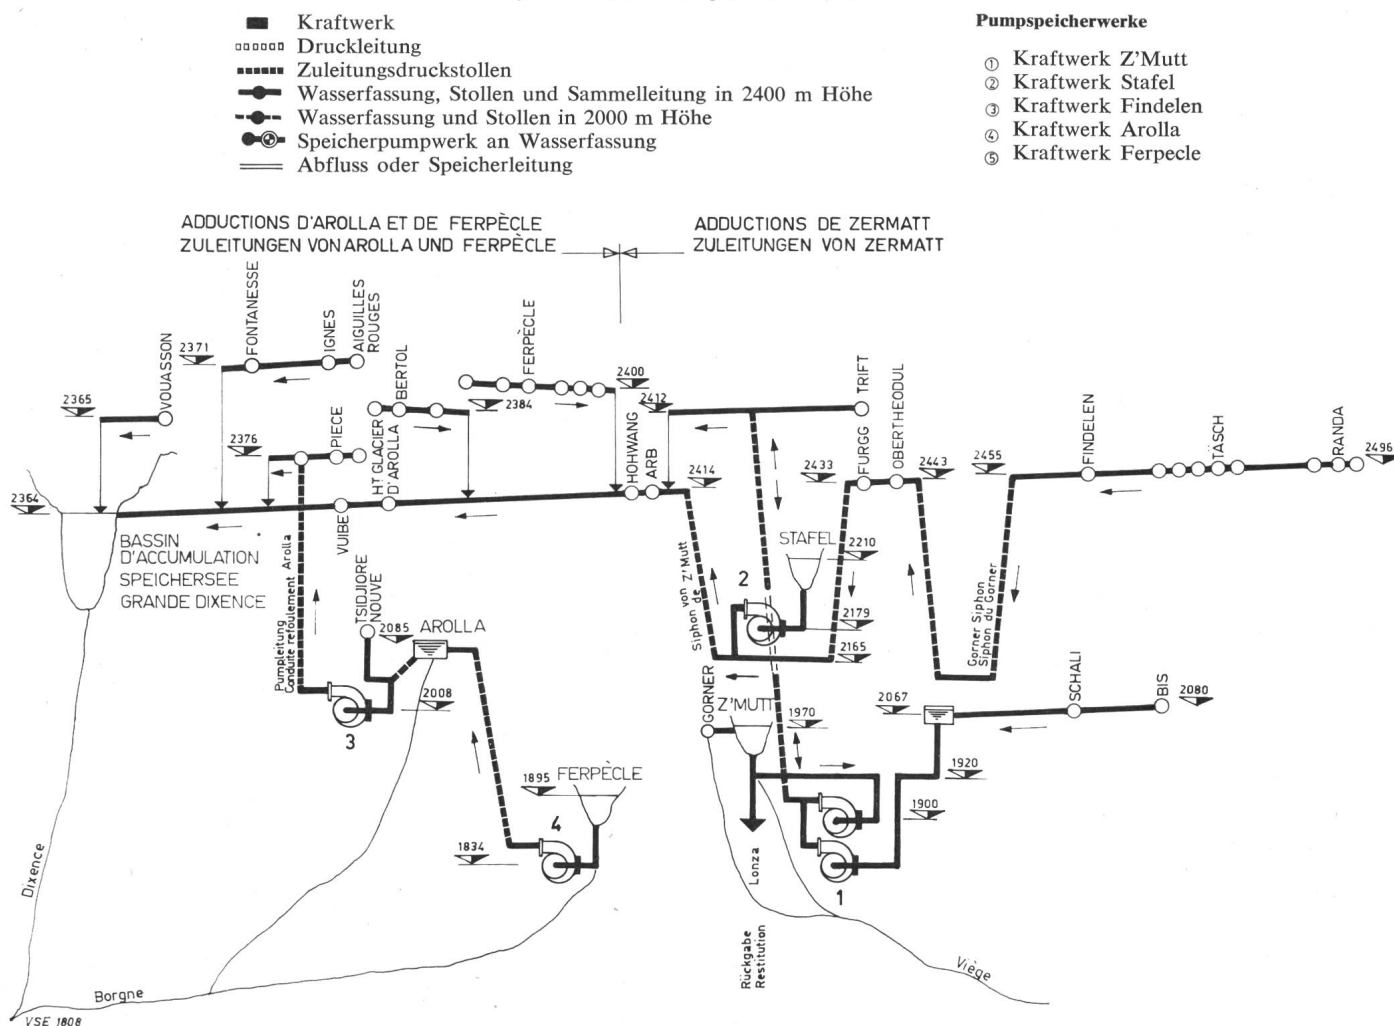 Kraftwerk
Druckleitung
Zuleitungsdruckstollen
Wasserfassung, Stollen und Sammelleitung in 2400 m Höhe
Wasserfassung und Stollen in 2000 m Höhe
Speicherpumpwerk an Wasserfassung
Abfluss oder Speicherleitung
Pumpspeicherwerke
① Kraftwerk Z'Mutt
② Kraftwerk Stafel
③ Kraftwerk Findelen
④ Kraftwerk Arolla
⑤ Kraftwerk Ferpecle
ADDUCTIONS D'AROLLA ET DE FERPÈCLE
ZULEITUNGEN VON AROLLA UND FERPÈCLE
ADDUCTIONS DE ZERMATT
ZULEITUNGEN VON ZERMATT
2365
VOUASSON
2371
FONTANESSE
IGNES
AIGUILLES
ROUGES
2376
PIECE
BERTOL
2384
FERPÈCLE
2400
2412
TRIFT
2364
VUIBE
HT GLACIER
D'AROLLA
HOHWANG
ARB
2414
2433
FURGG
OBERTHEODUL
2443
2455
FINDELEN
TÄSCH
RANDA
2496
BASSIN
D'ACCUMULATION
SPEICHERSEE
GRANDE DIXENCE
Pumpleitung
Conduite refoulement Arolla
TSIDJIORE
NOUVE
2085
AROLLA
2008
3
Siphon von Z'Mutt
de
2
STAFEL
2210
2179
2165
Gorner Siphon
Siphon du Gorner
GORNER
Z'MUTT
1970
2067
SCHALI
BIS
2080
1920
1900
1895
FERPÈCLE
4
1834
1
Lonza
Rückgabe
Restitution
Dixence
Borgne
Viège
VSE 1808